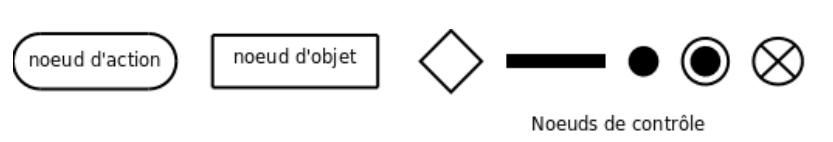 noeud d'action
noeud d'objet
Noeuds de contrôle